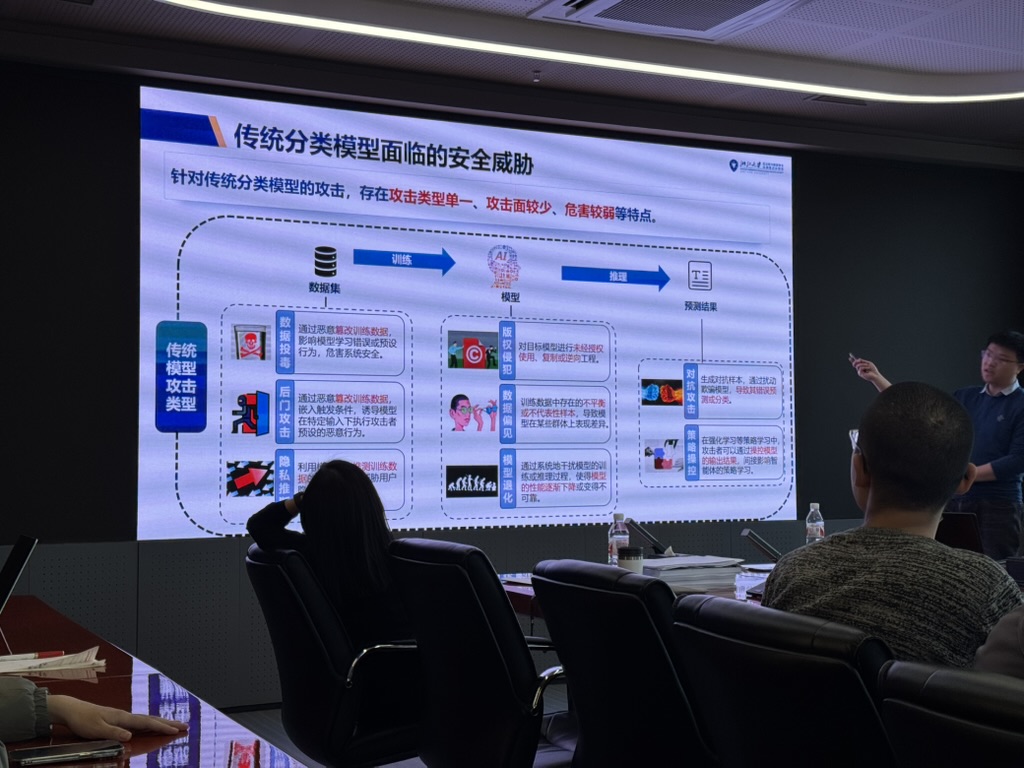 传统分类模型面临的安全威胁
浙江大学
针对传统分类模型的攻击，存在攻击类型单一、攻击面较少、危害较弱等特点。
训练
AI
推理
数据集
模型
预测结果
传统
模型
攻击
类型
数据投毒
通过恶意篡改训练数据，
影响模型学习错误或预设
行为，危害系统安全。
后门攻击
通过恶意篡改训练数据，
嵌入触发条件，诱导模型
在特定输入下执行攻击者
预设的恶意行为。
隐私推
利用
推测训练数
据
胁用户
版权侵犯
对目标模型进行未经授权
使用、复制或逆向工程。
数据偏见
训练数据中存在的不平衡
或不代表性样本，导致模
型在某些群体上表现差异。
模型退化
通过系统地干扰模型的训
练或推理过程，使得模型
的性能逐渐下降或变得不
可靠。
对抗攻击
生成对抗样本，通过扰动
欺骗模型，导致其错误预
测或分类。
策略操控
在强化学习等策略学习中，
攻击者可以通过操控模型
的输出结果，间接影响智
能体的策略学习。